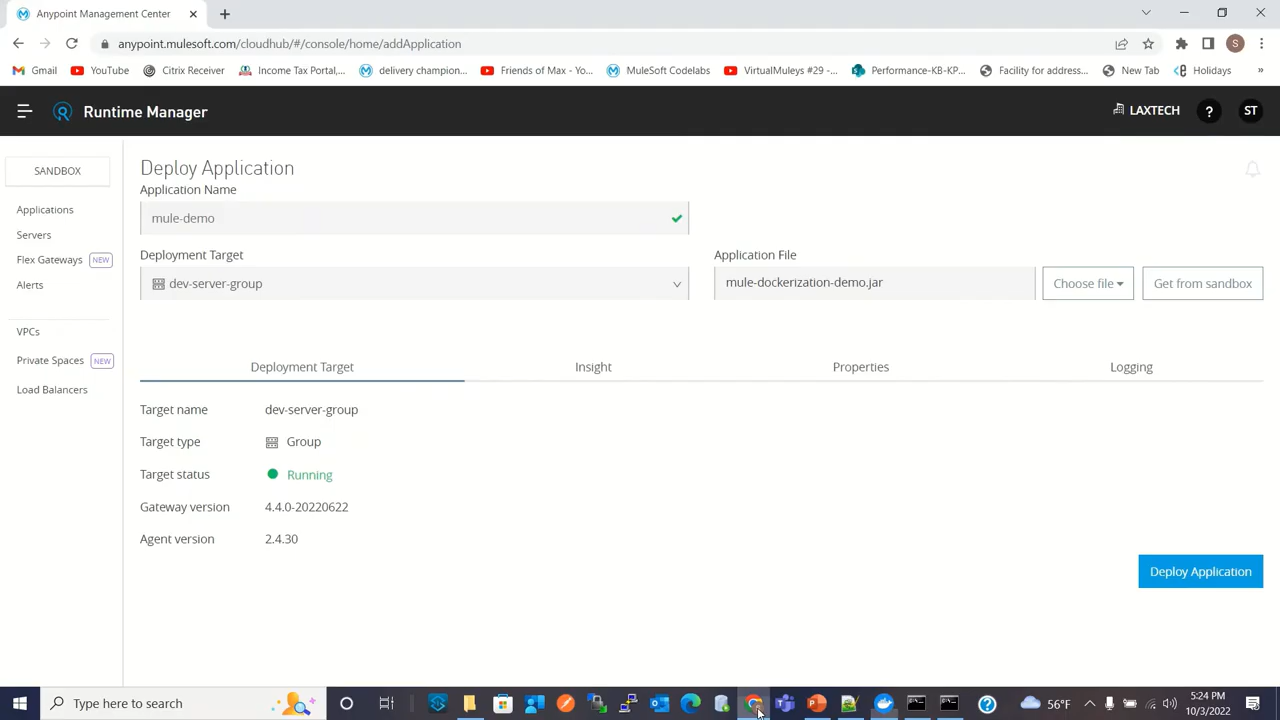 Anypoint Management Center
anypoint.mulesoft.com/cloudhub/#/console/home/addApplication
S
Gmail
YouTube
Citrix Receiver
Income Tax Portal,...
delivery champion...
Friends of Max - Yo...
MuleSoft Codelabs
VirtualMuleys #29 -...
Performance-KB-KP...
Facility for address...
New Tab
Holidays
»
Runtime Manager
LAXTECH
?
ST
SANDBOX
Applications
Servers
Flex Gateways NEW
Alerts
VPCs
Private Spaces NEW
Load Balancers
Deploy Application
Application Name
mule-demo
Deployment Target
dev-server-group
Application File
mule-dockerization-demo.jar
Choose file
Get from sandbox
Deployment Target
Insight
Properties
Logging
Target name dev-server-group
Target type Group
Target status Running
Gateway version 4.4.0-20220622
Agent version 2.4.30
Deploy Application
Type here to search
56°F
5:24 PM
10/3/2022